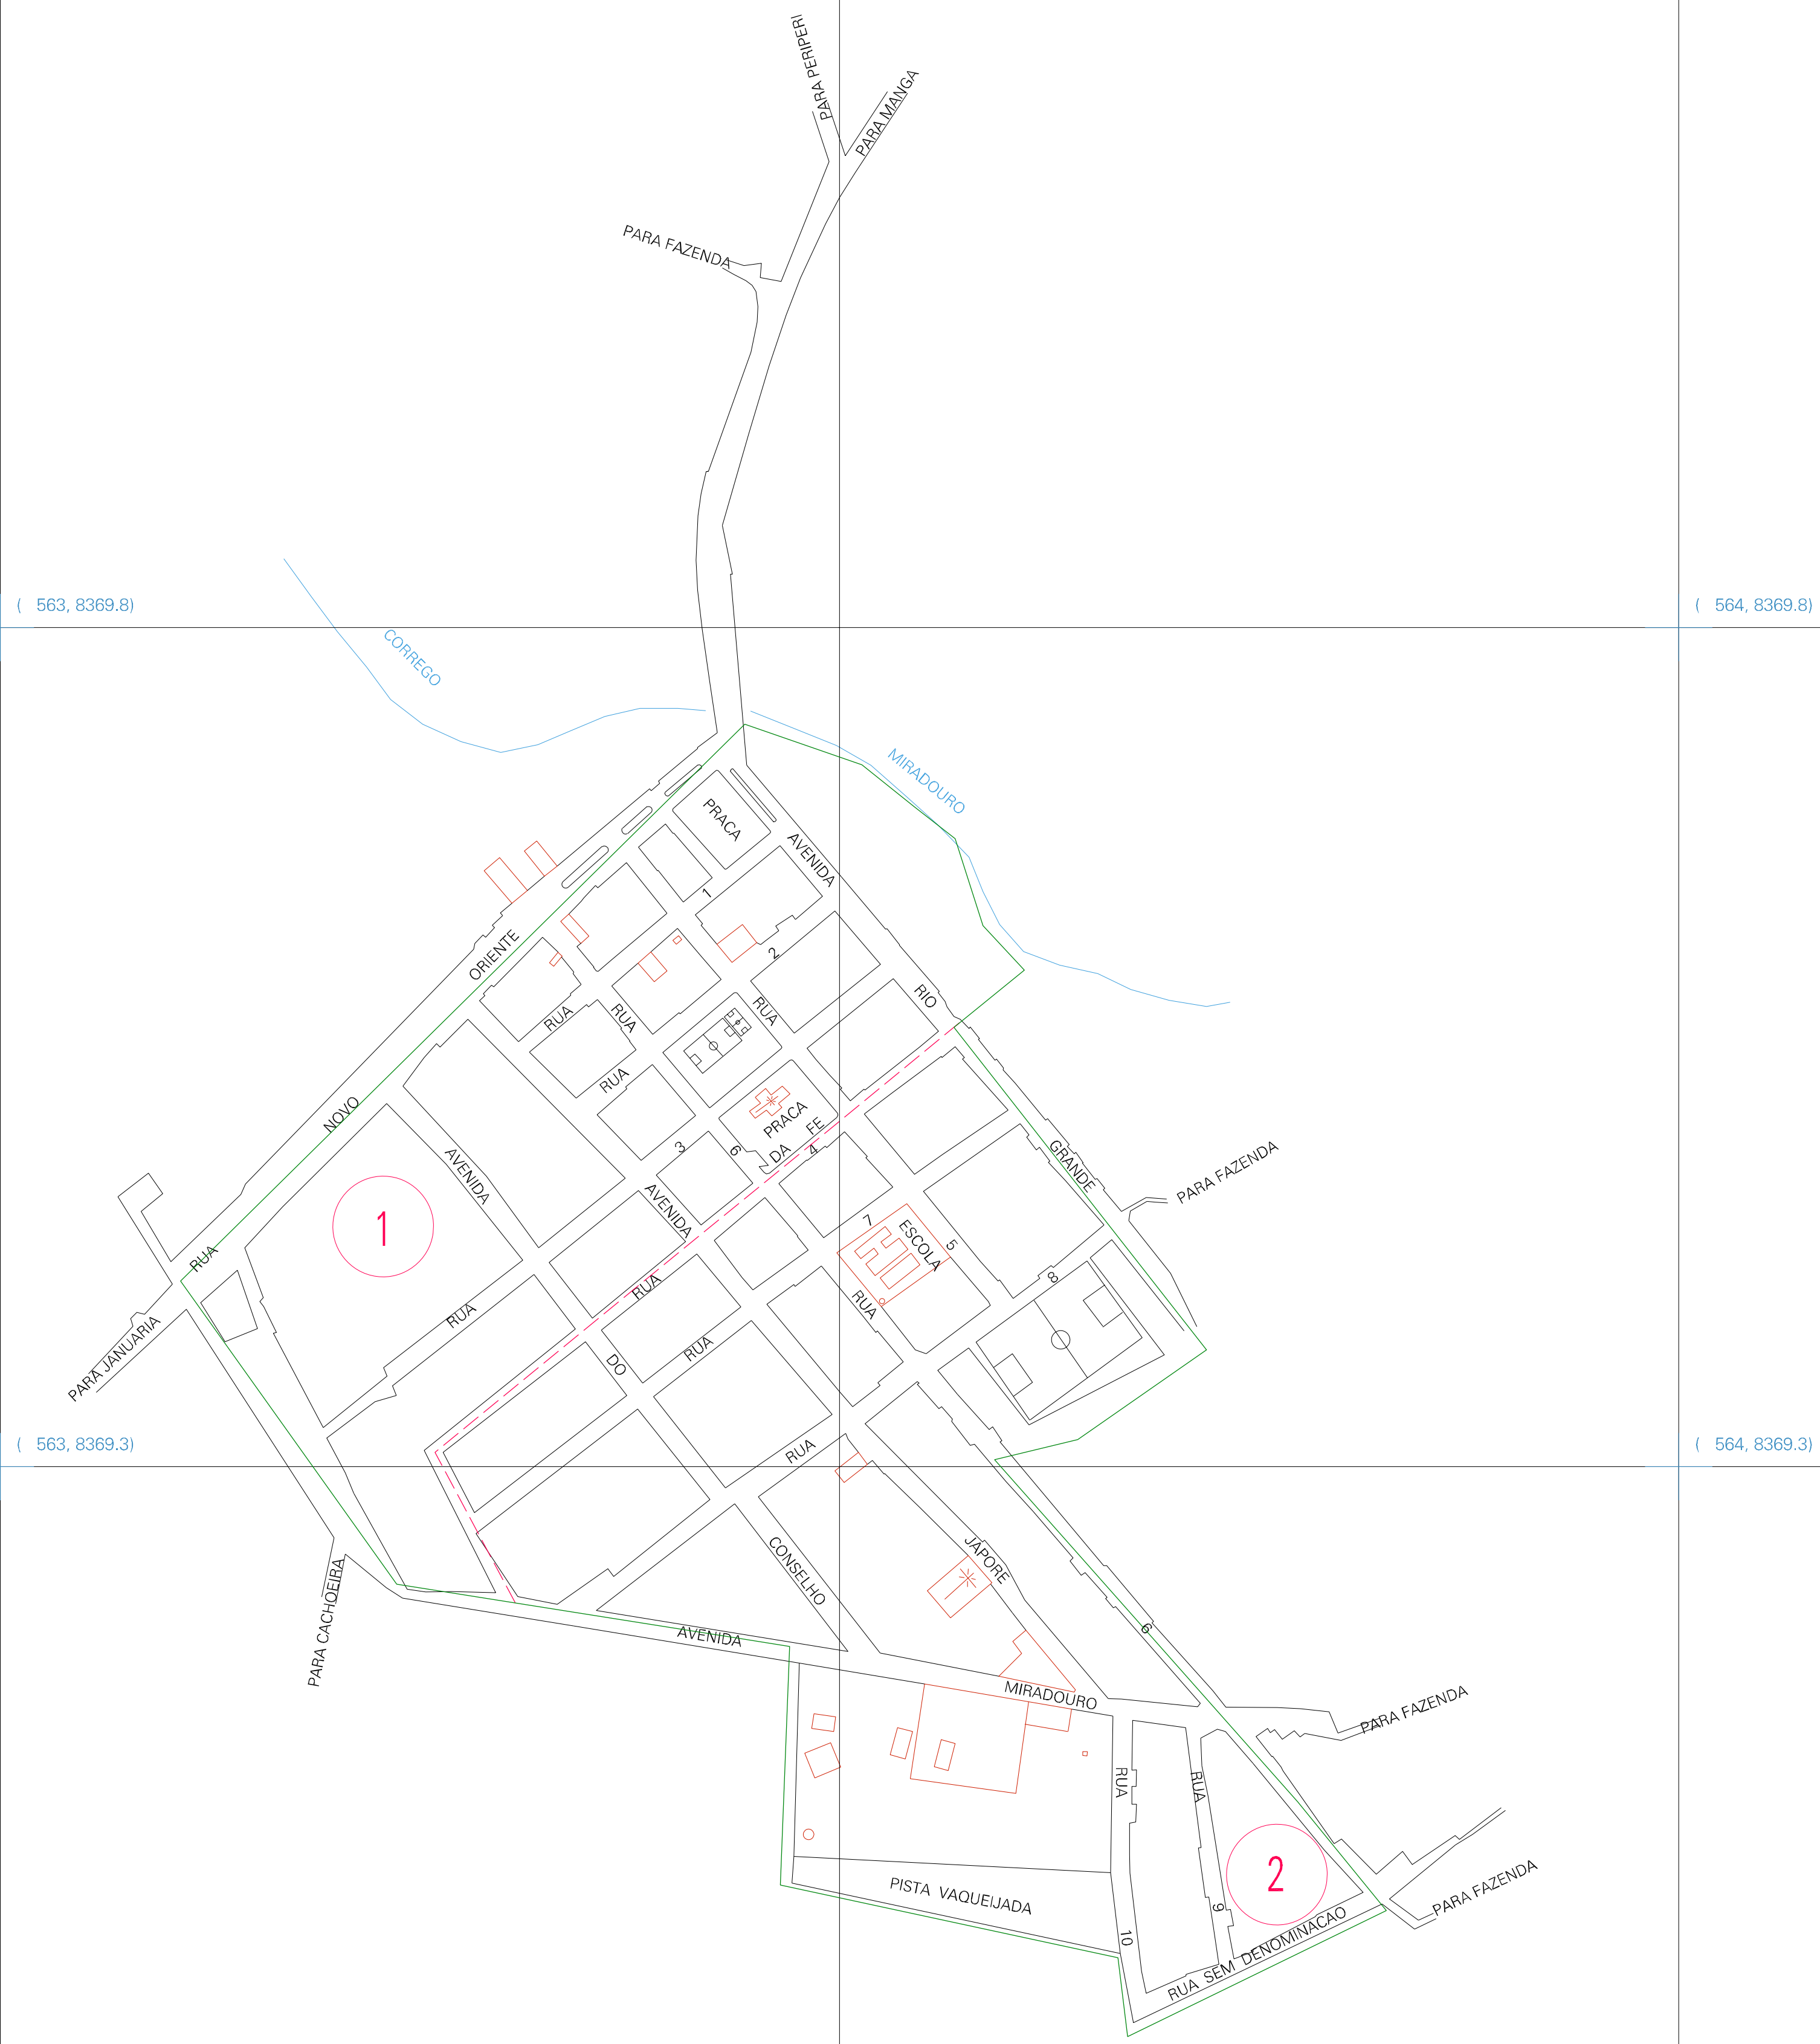 PARA PERIPERI
PARA MANGA
PARA FAZENDA
( 563, 8369.8)
( 564, 8369.8)
CORREGO
MIRADOURO
PRACA
AVENIDA
1
ORIENTE
2
RIO
RUA
RUA
RUA
RUA
NOVO
PRACA
DA FE
3
6
4
AVENIDA
AVENIDA
GRANDE
PARA FAZENDA
1
RUA
7
ESCOLA
5
8
RUA
RUA
RUA
PARA JANUARIA
RUA
DO
( 563, 8369.3)
( 564, 8369.3)
RUA
CONSELHO
JAPORE
PARA CACHOEIRA
AVENIDA
6
MIRADOURO
PARA FAZENDA
RUA
RUA
2
PISTA VAQUEIJADA
9
10
PARA FAZENDA
RUA SEM DENOMINACAO